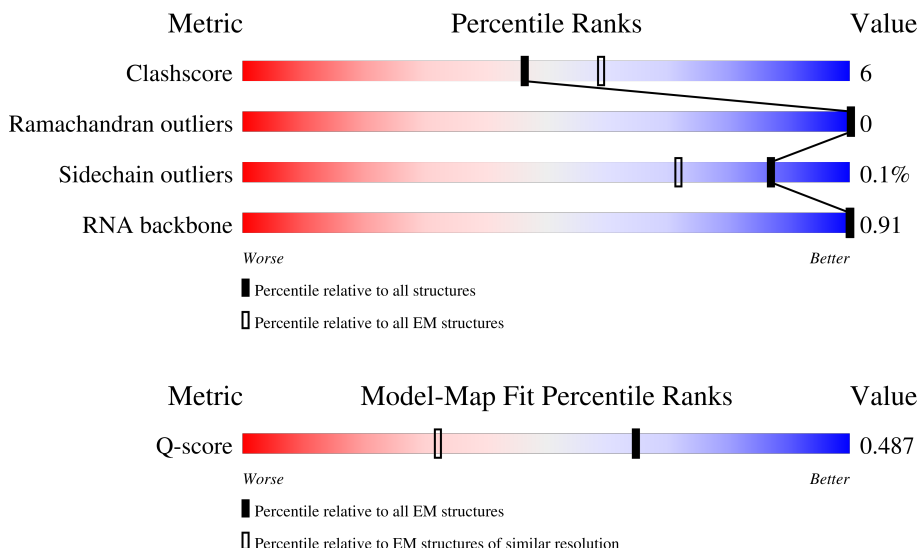 Metric Percentile Ranks Value
Clashscore 6
Ramachandran outliers 0
Sidechain outliers 0.1%
RNA backbone 0.91
Worse Better
Percentile relative to all structures
Percentile relative to all EM structures
Metric Model-Map Fit Percentile Ranks Value
Q-score 0.487
Worse Better
Percentile relative to all EM structures
Percentile relative to EM structures of similar resolution